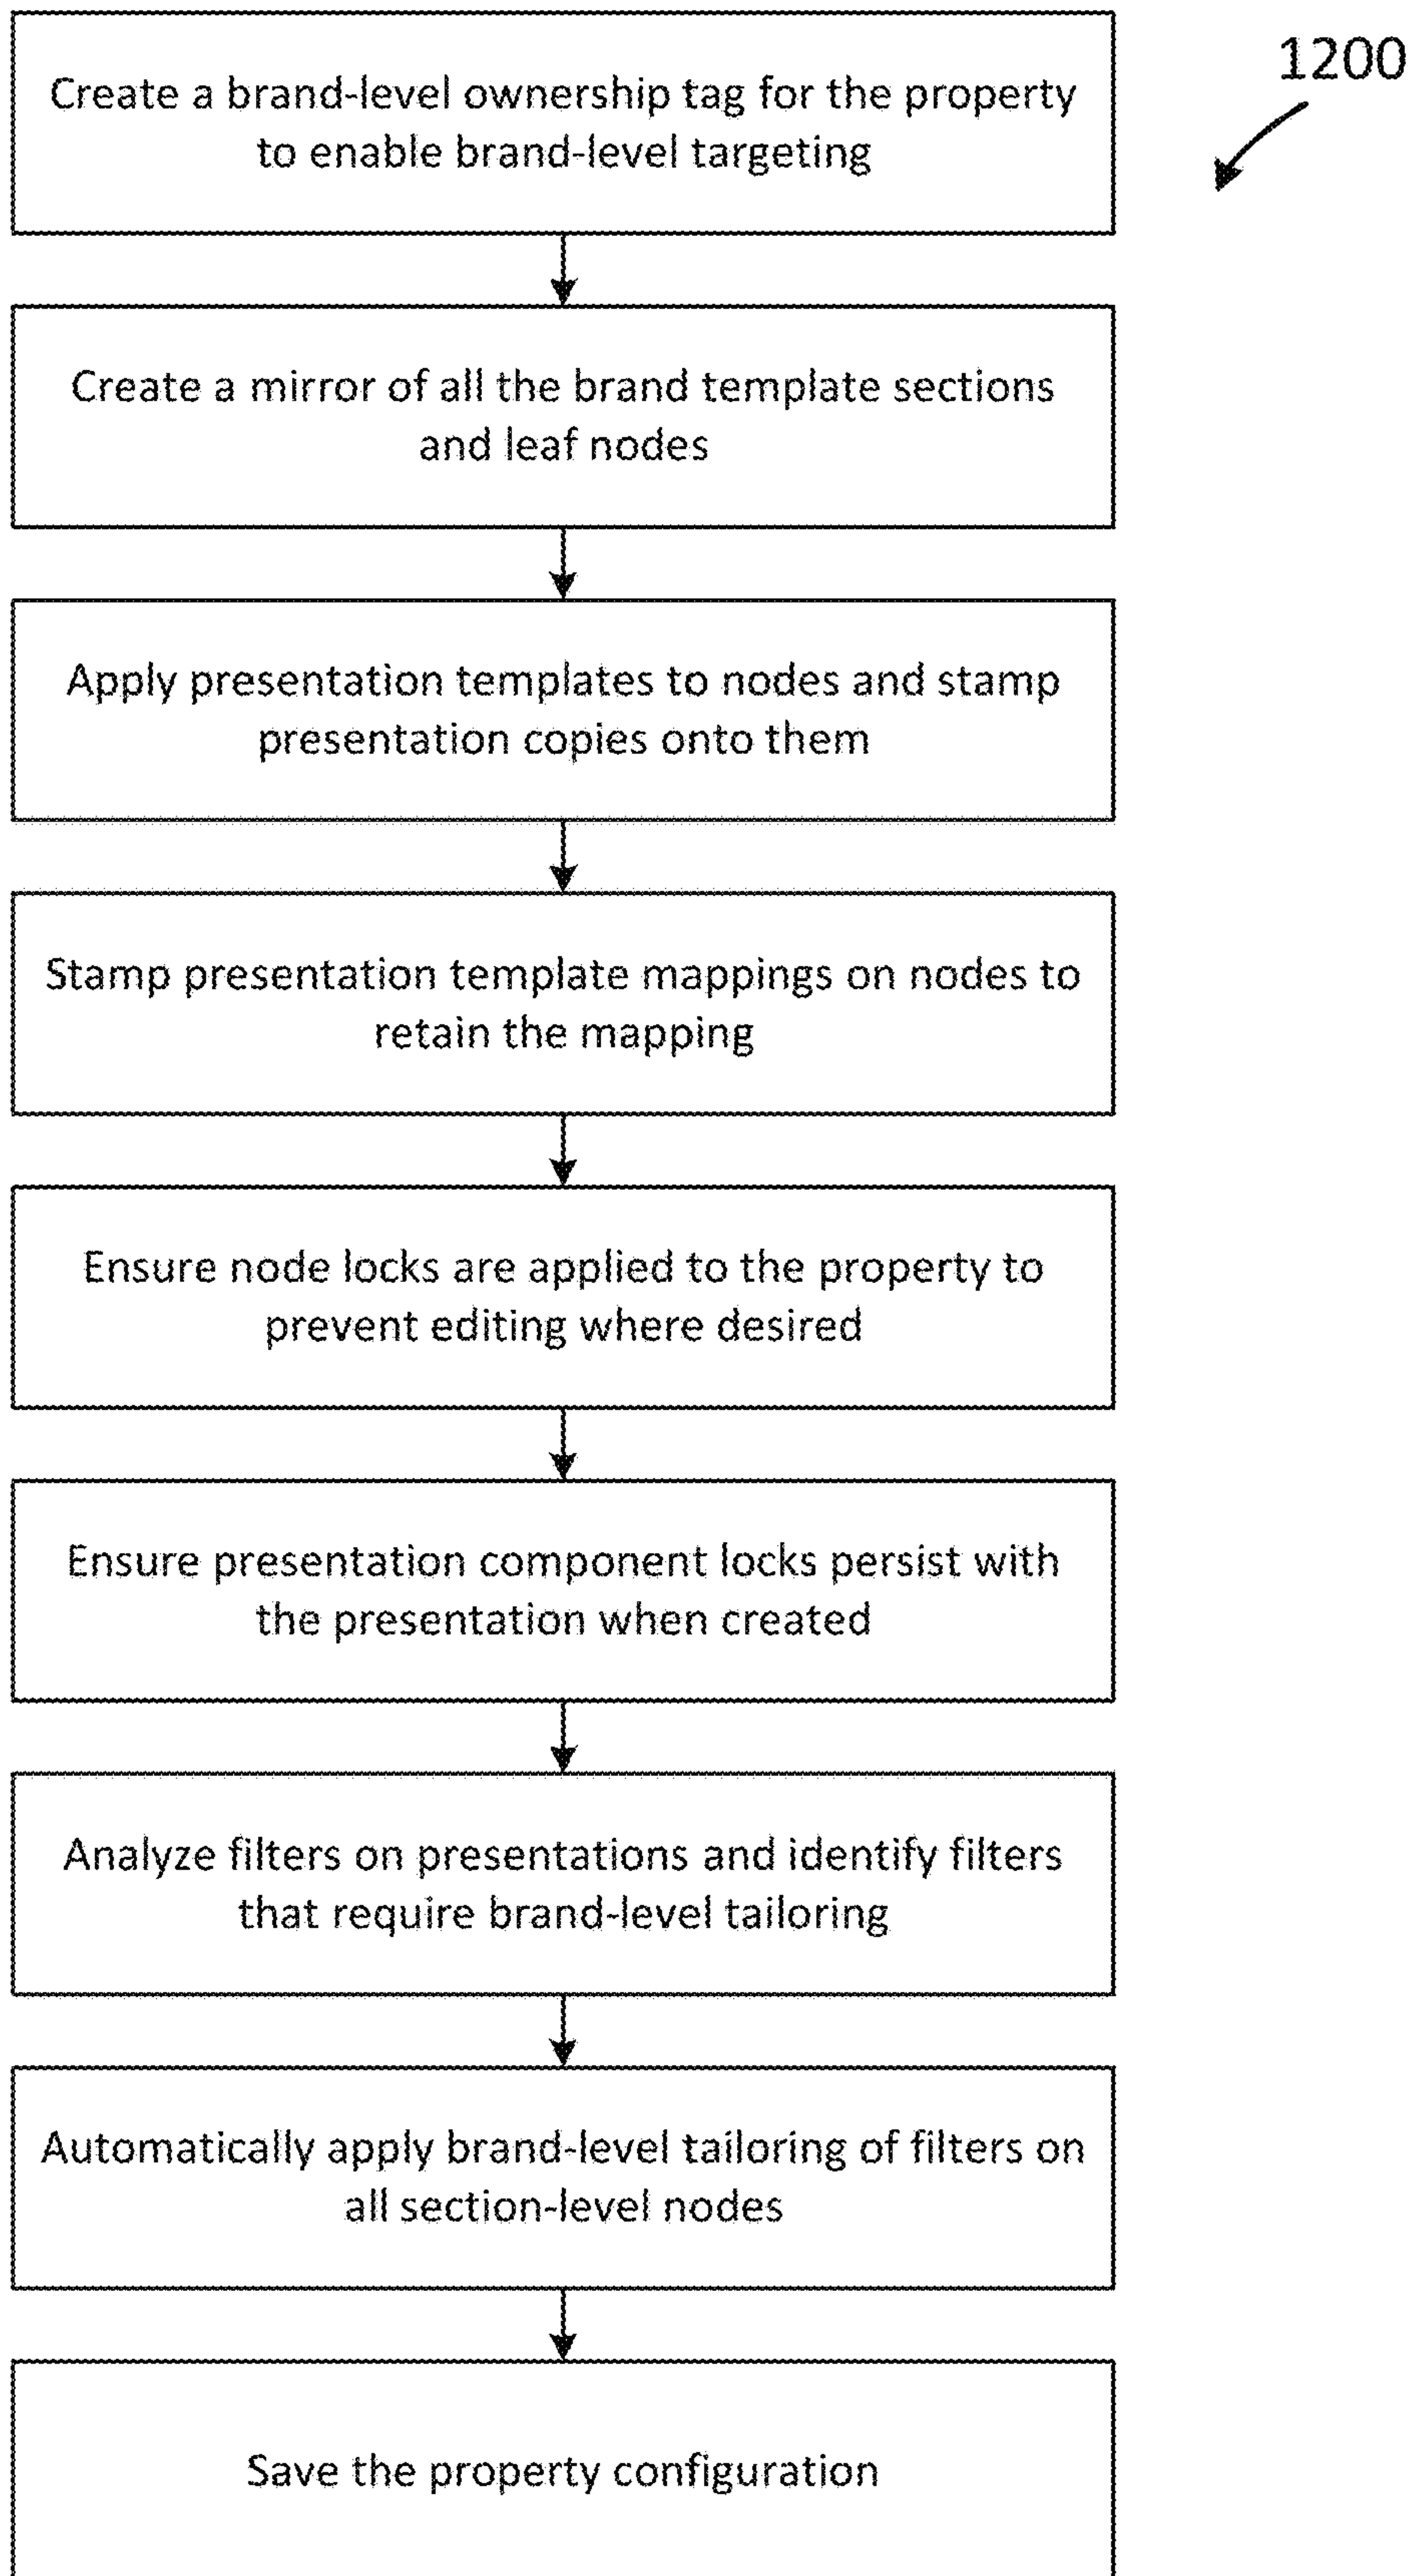 1200
Create a brand-level ownership tag for the property
to enable brand-level targeting
Create a mirror of all the brand template sections
and leaf nodes
Apply presentation templates to nodes and stamp
presentation copies onto them
Stamp presentation template mappings on nodes to
retain the mapping
Ensure node locks are applied to the property to
prevent editing where desired
Ensure presentation component locks persist with
the presentation when created
Analyze filters on presentations and identify filters
that require brand-level tailoring
Automatically apply brand-level tailoring of filters on
all section-level nodes
Save the property configuration